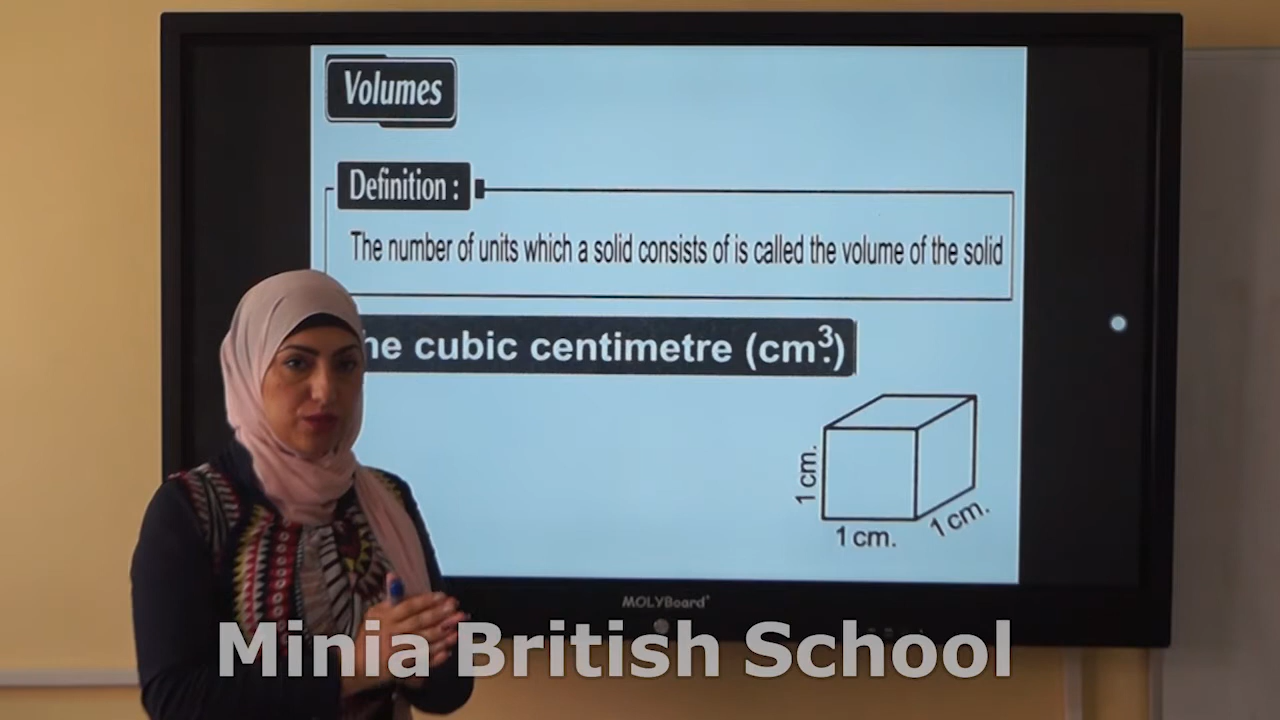 Volumes
Definition :
The number of units which a solid consists of is called the volume of the solid
he cubic centimetre (cm³.)
1 cm.
1 cm.
1 cm.
MOLYBoard
Minia British School